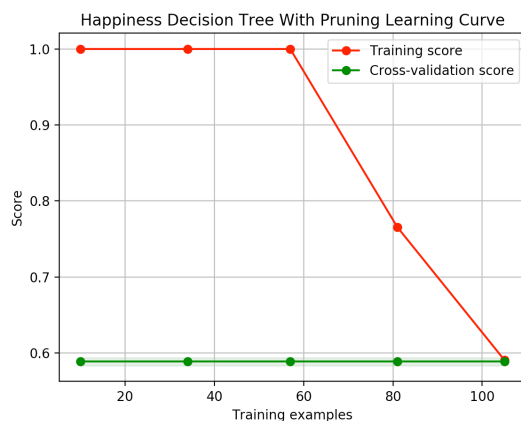 Happiness Decision Tree With Pruning Learning Curve
Training score
Cross-validation score
Score
1.0
0.9
0.8
0.7
0.6
20
40
60
80
100
Training examples